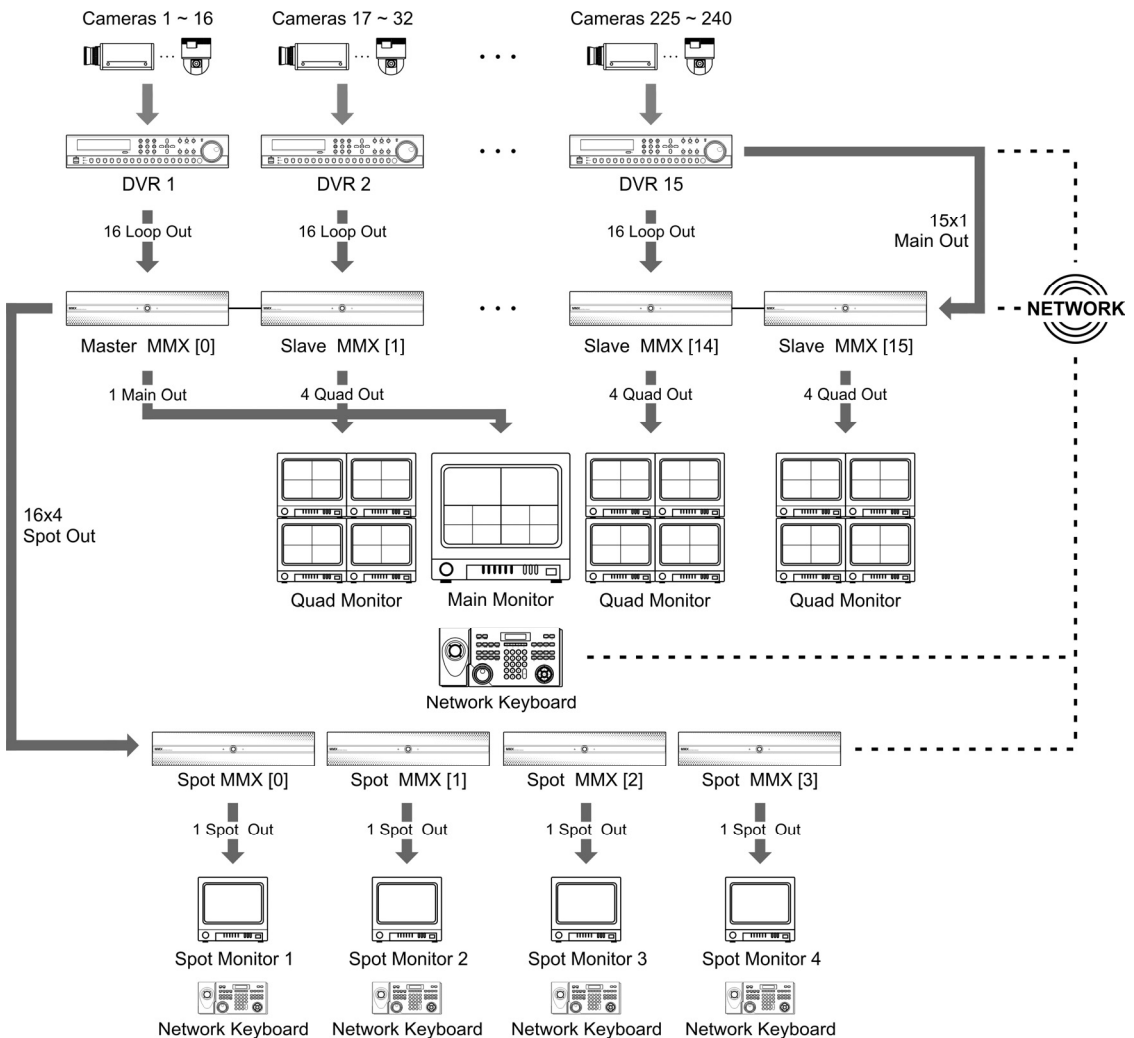 Cameras 1 ~ 16
Cameras 17 ~ 32
Cameras 225 ~ 240
DVR 1
DVR 2
DVR 15
16 Loop Out
16 Loop Out
16 Loop Out
15x1
Main Out
NETWORK
Master MMX [0]
Slave MMX [1]
Slave MMX [14]
Slave MMX [15]
1 Main Out
4 Quad Out
4 Quad Out
4 Quad Out
16x4
Spot Out
Quad Monitor
Main Monitor
Quad Monitor
Quad Monitor
Network Keyboard
Spot MMX [0]
Spot MMX [1]
Spot MMX [2]
Spot MMX [3]
1 Spot Out
1 Spot Out
1 Spot Out
1 Spot Out
Spot Monitor 1
Spot Monitor 2
Spot Monitor 3
Spot Monitor 4
Network Keyboard
Network Keyboard
Network Keyboard
Network Keyboard